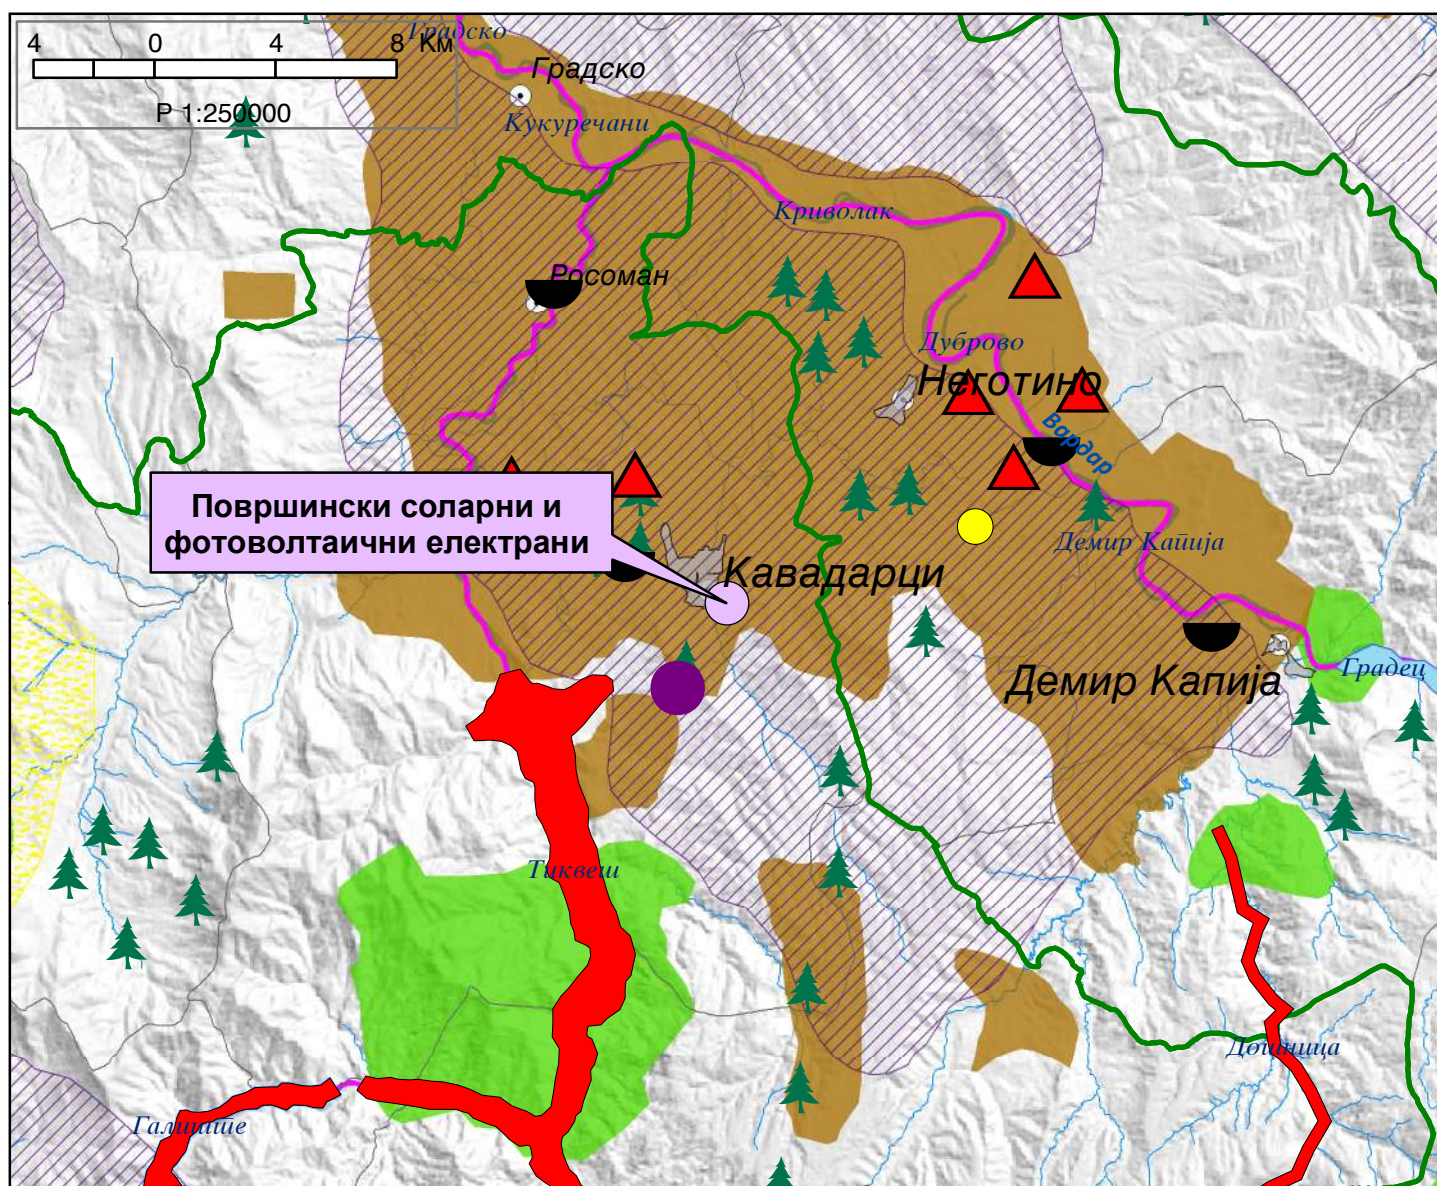 4 0 4 8 Км
Р 1:250000
Градско
Градско
Кукуречани
Криволак
Росоман
Дуброво
Неготино
Вардар
Површински соларни и
фотоволтаични електрани
Демир Капија
Кавадарци
Демир Капија
Градец
Тиквеш
Дошница
Галиште